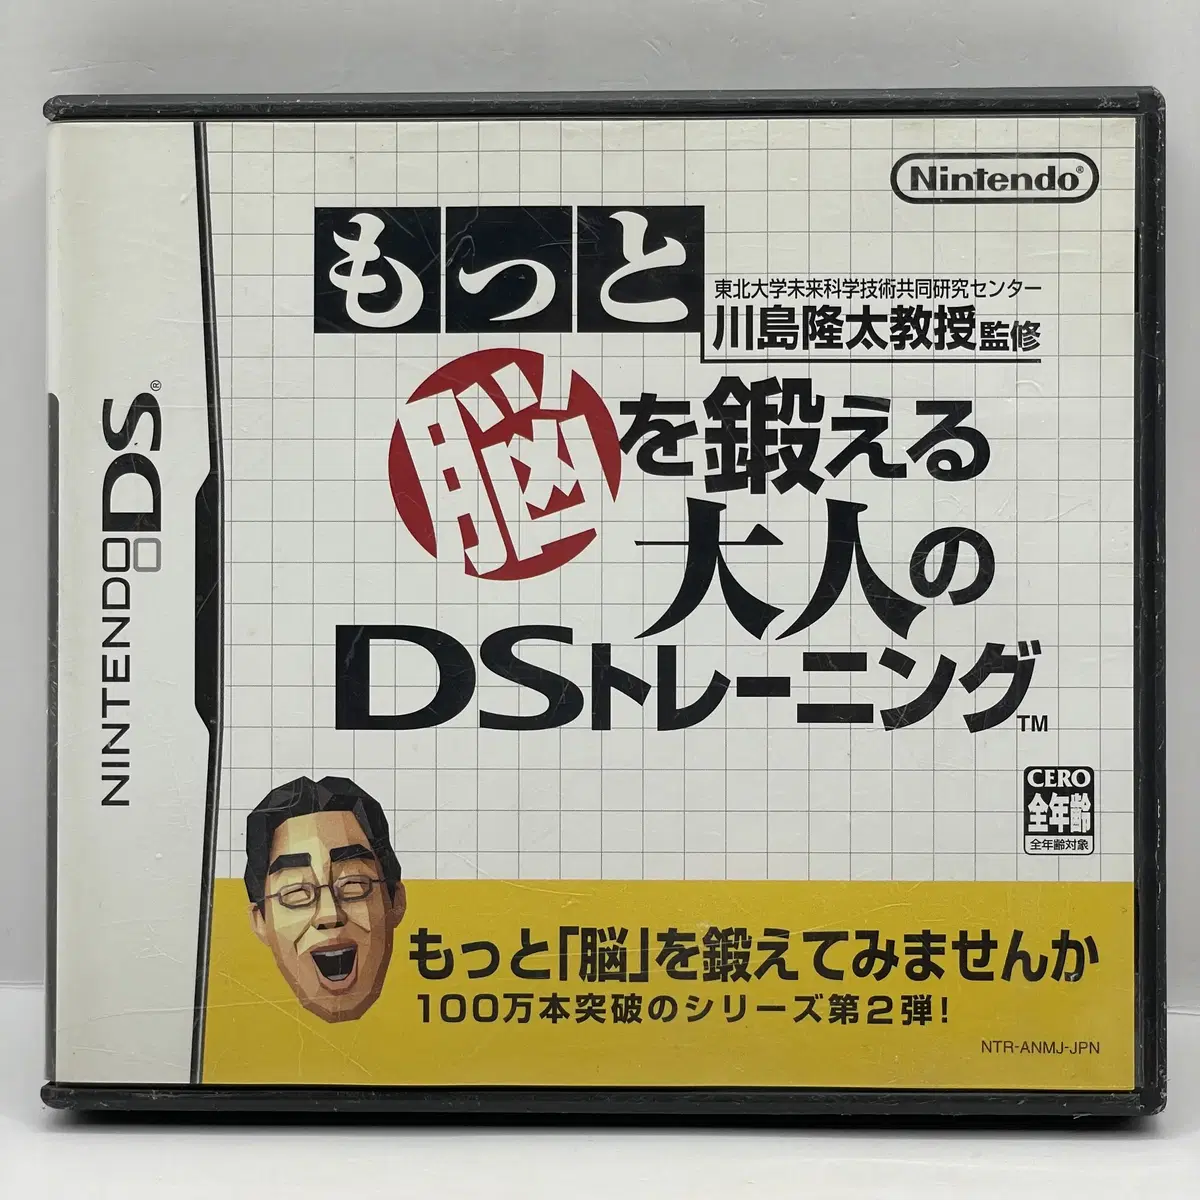 Nintendo®
もっと
東北大学未来科学技術共同研究センター
川島隆太教授監修
脳を鍛える
大人の
DSトレーニング™
NINTENDO DS®
CERO
全年齢
全年齢対象
もっと「脳」を鍛えてみませんか
100万本突破のシリーズ第2弾!
NTR-ANMJ-JPN